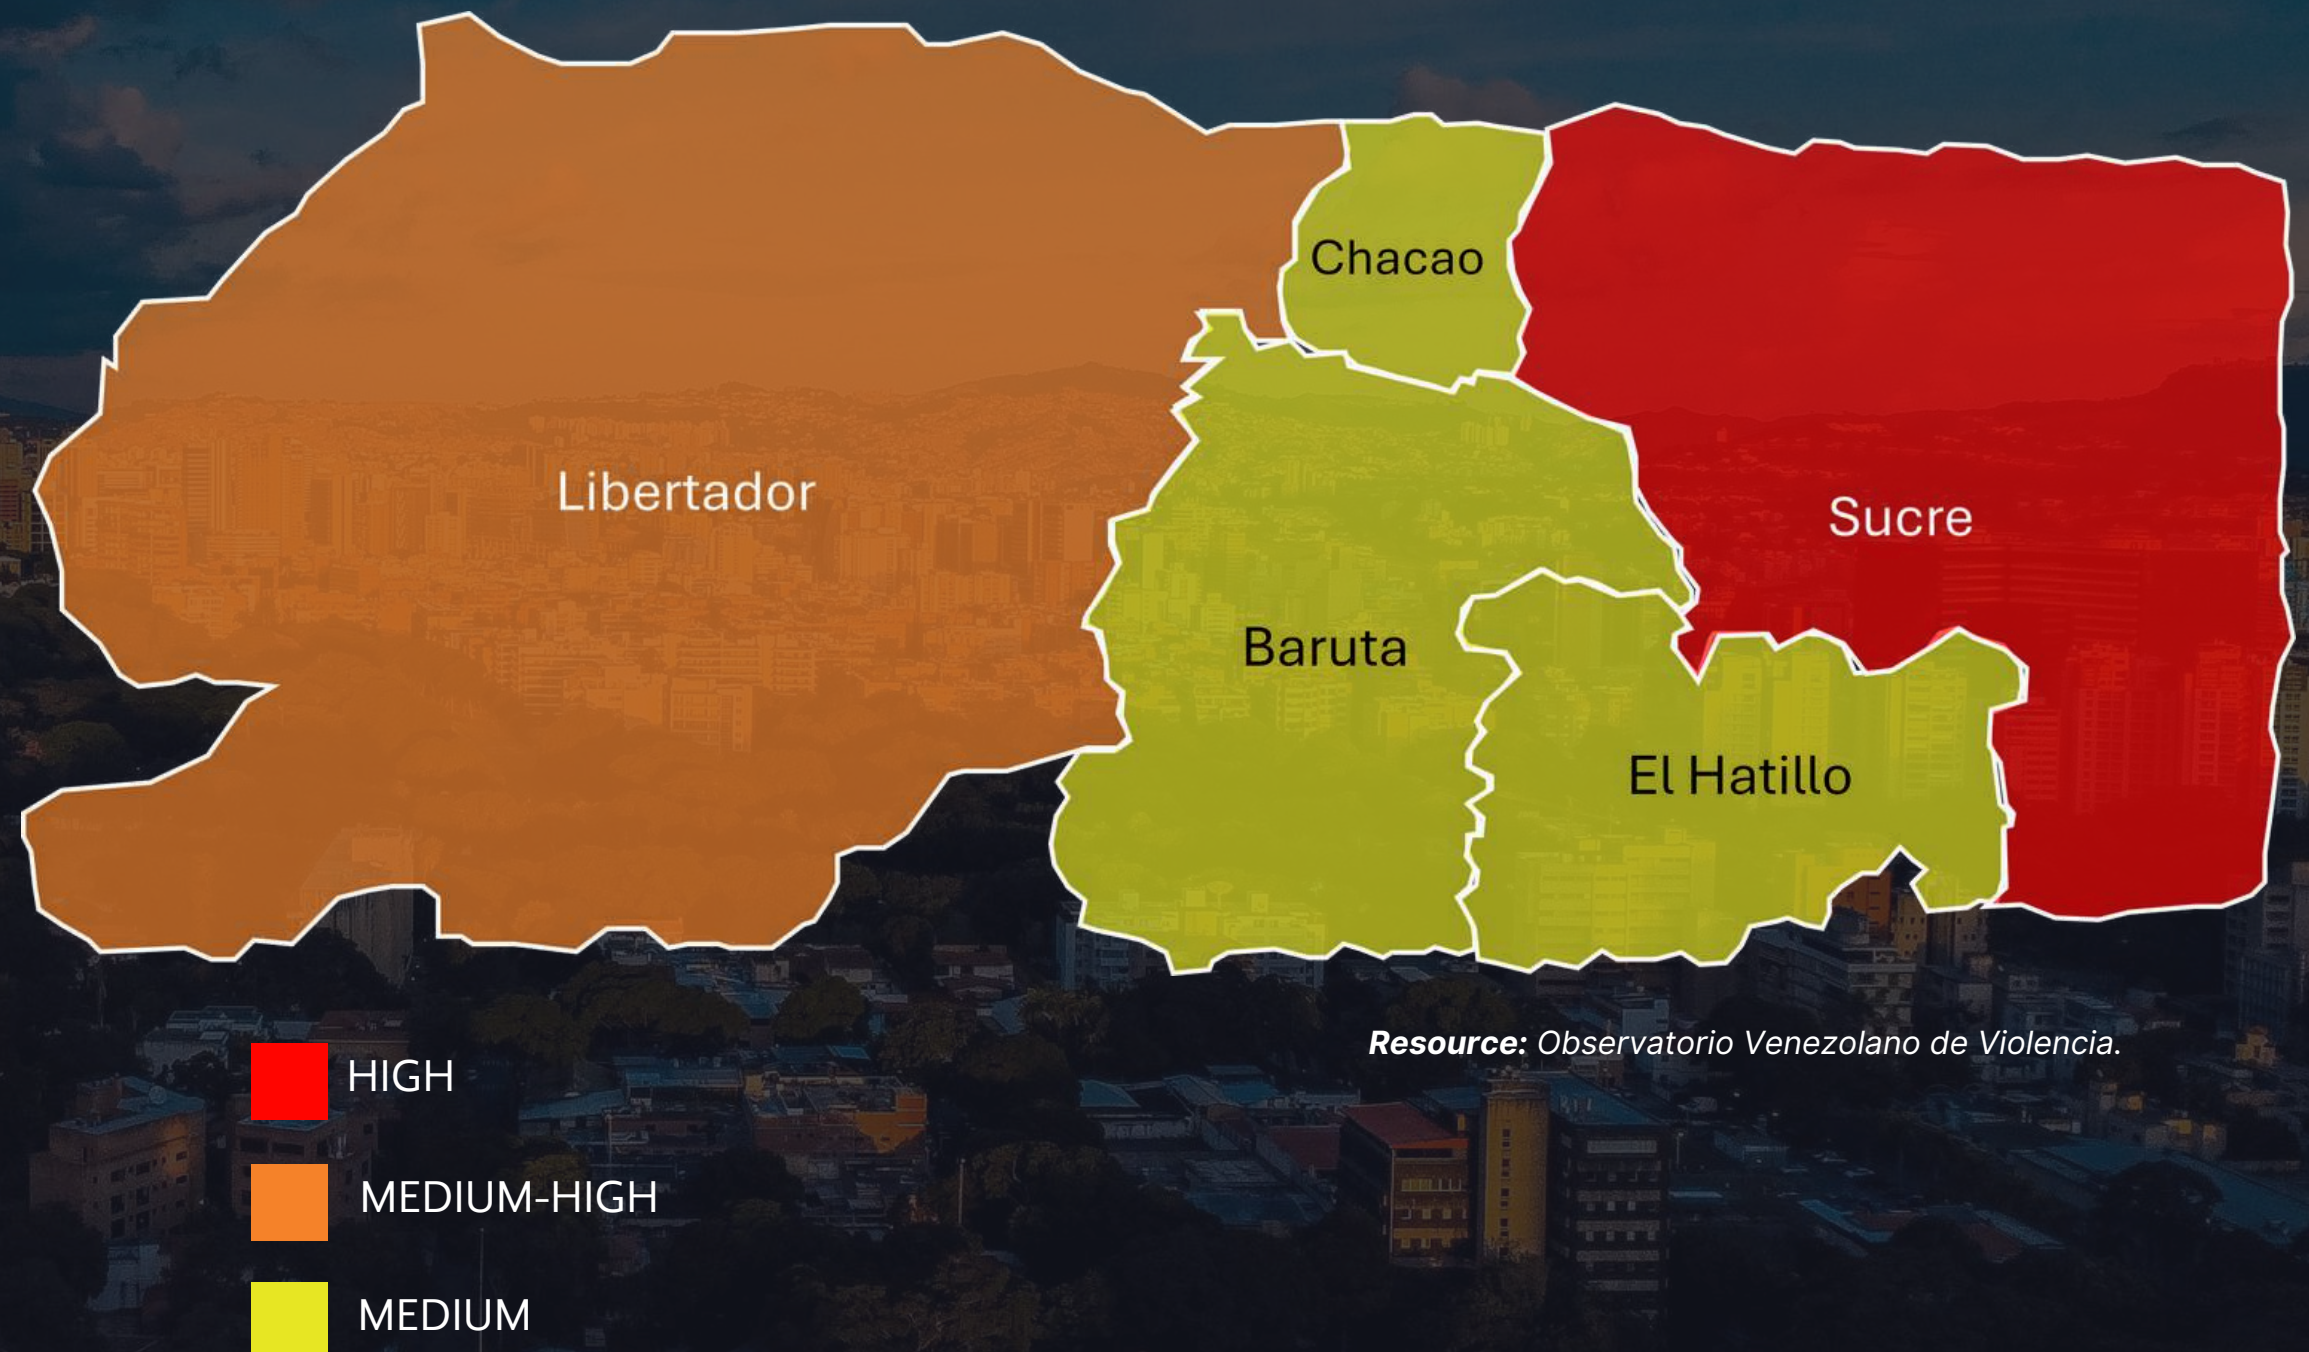 Chacao
Libertador
Sucre
Baruta
El Hatillo
Resource: Observatorio Venezolano de Violencia.
HIGH
MEDIUM-HIGH
MEDIUM